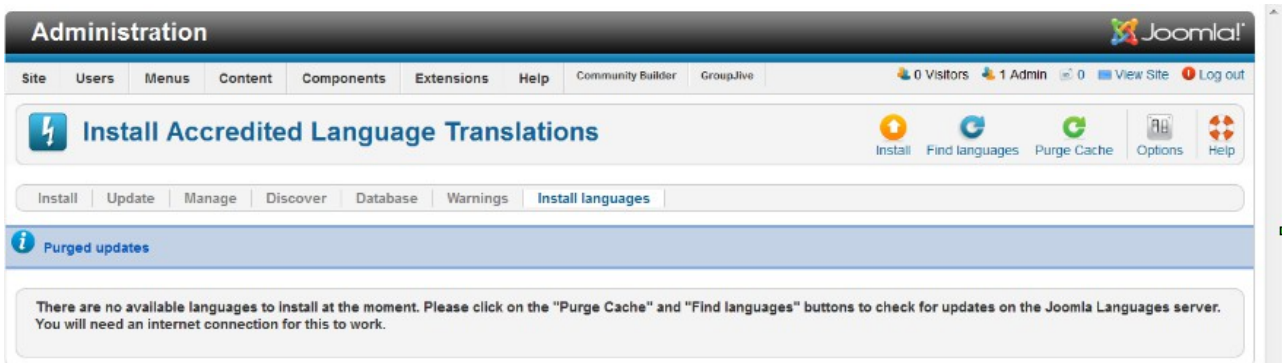 Administration Joomla!
Site Users Menus Content Components Extensions Help Community Builder GroupJive 0 Visitors 1 Admin 0 View Site Log out
Install Accredited Language Translations Install Find languages Purge Cache Options Help
Install Update Manage Discover Database Warnings Install languages
Purged updates
There are no available languages to install at the moment. Please click on the "Purge Cache" and "Find languages" buttons to check for updates on the Joomla Languages server.
You will need an internet connection for this to work.